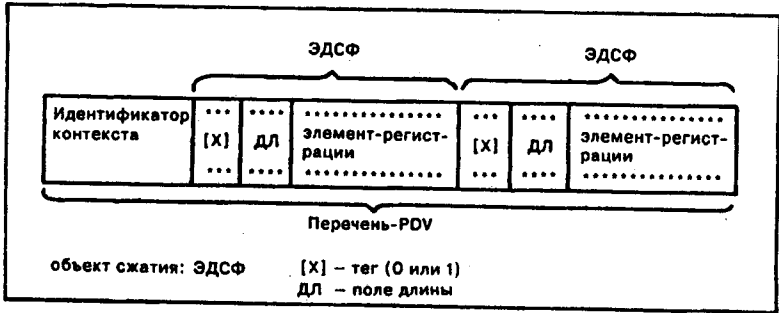 ЭДСФ ЭДСФ
Идентификатор
контекста
... .... ...............
[X] ДЛ элемент-регист-
рации
... .... ...............
... .... ...............
[X] ДЛ элемент-регист-
рации
... .... ...............
Перечень-PDV
объект сжатия: ЭДСФ [X] – тег (0 или 1)
ДЛ – поле длины